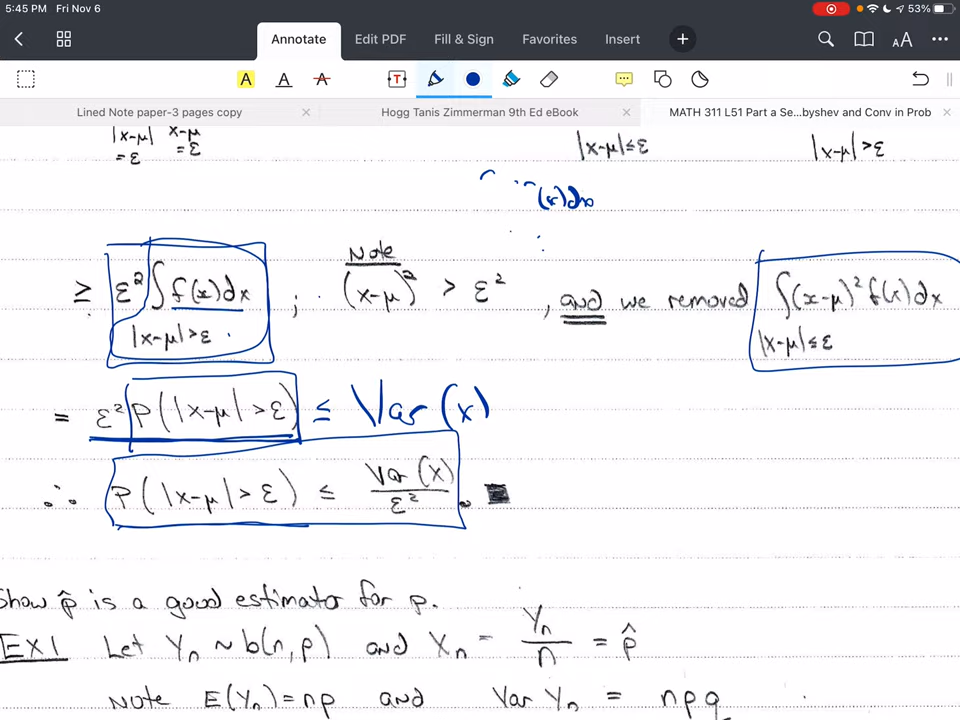 5:45 PM Fri Nov 6 53%
Annotate Edit PDF Fill & Sign Favorites Insert
Lined Note paper-3 pages copy Hogg Tanis Zimmerman 9th Ed eBook MATH 311 L51 Part a Se...byshev and Conv in Prob
|x-μ| = ε x-μ = ε |x-μ| ≤ ε |x-μ| > ε
(x)dx
≥ ε² ∫ f(x)dx ; Note (x-μ)² > ε² , and we removed ∫(x-μ)² f(x)dx
|x-μ| > ε |x-μ| ≤ ε
= ε² P(|x-μ| > ε) ≤ Var(x)
∴ P(|x-μ| > ε) ≤ Var(x)/ε² .
Show p̂ is a good estimator for p.
EX1 Let Yₙ ~ b(n,p) and Xₙ = Yₙ/n = p̂
Note E(Yₙ) = np and Var Yₙ = npq